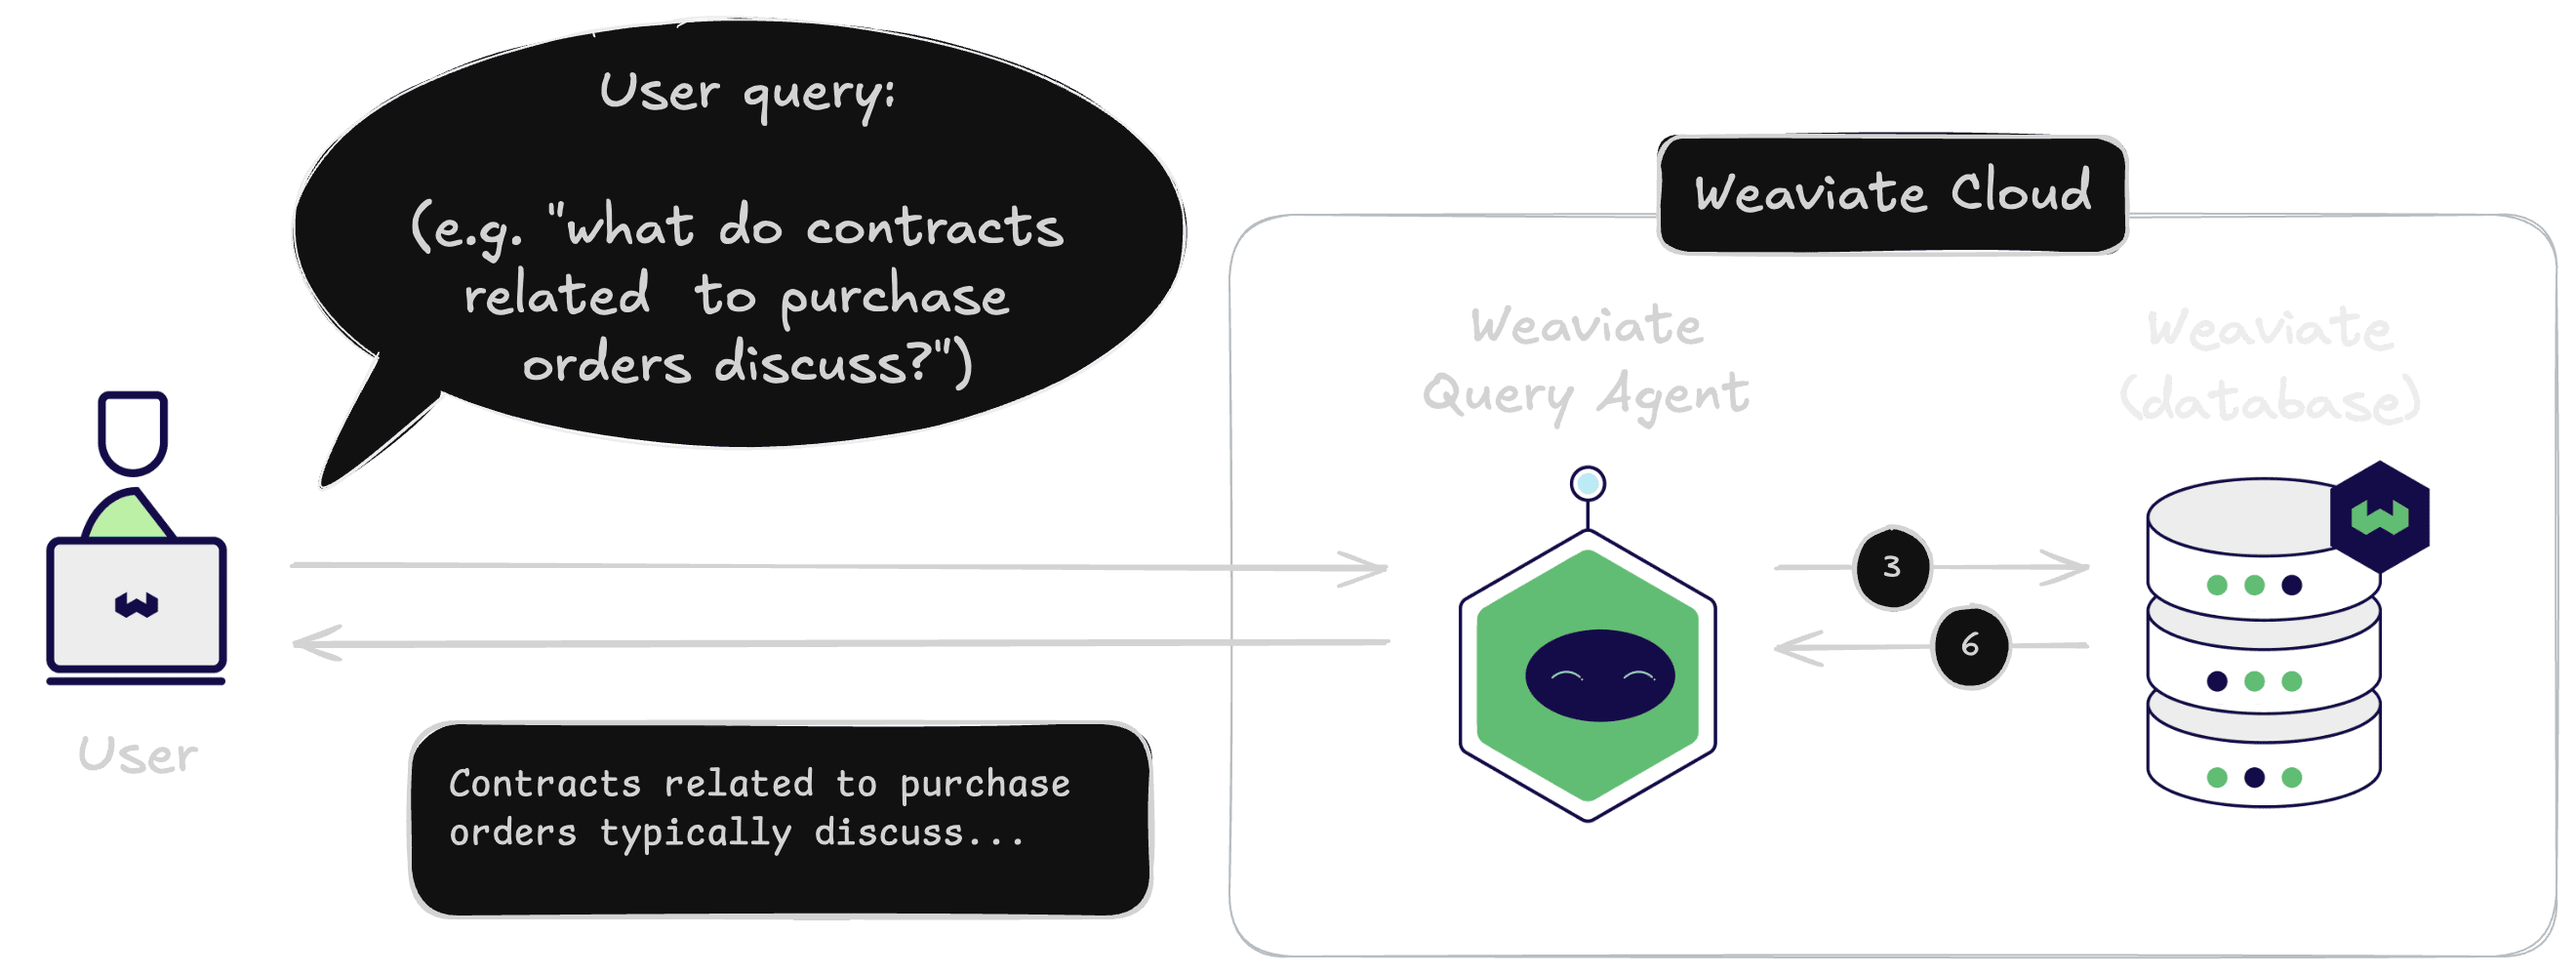 User query:
(e.g. "what do contracts
related to purchase
orders discuss?")
Weaviate Cloud
Weaviate
Query Agent
Weaviate
(database)
3
6
User
Contracts related to purchase
orders typically discuss...